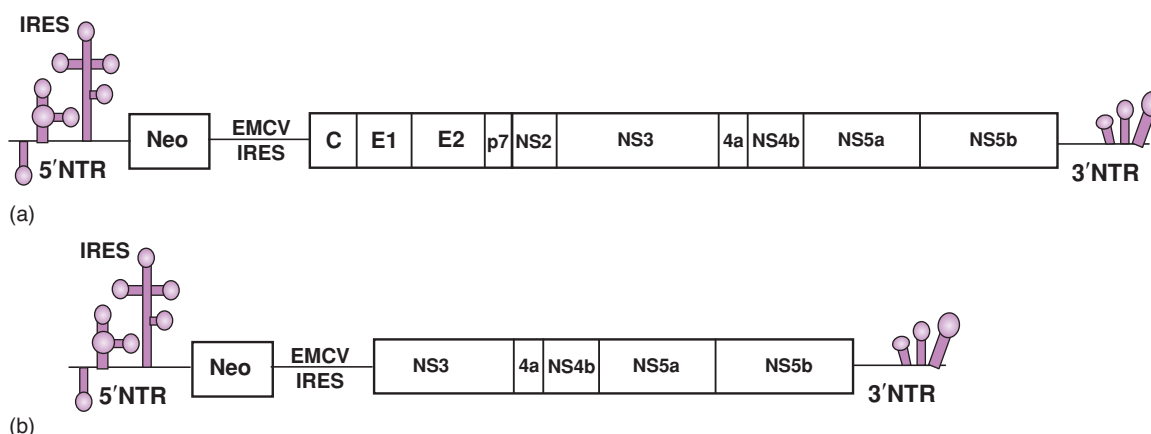 IRES
Neo
EMCV
IRES
C E1 E2 p7 NS2 NS3 4a NS4b NS5a NS5b
5′NTR
3′NTR
(a)
IRES
Neo
EMCV
IRES
NS3 4a NS4b NS5a NS5b
5′NTR
3′NTR
(b)